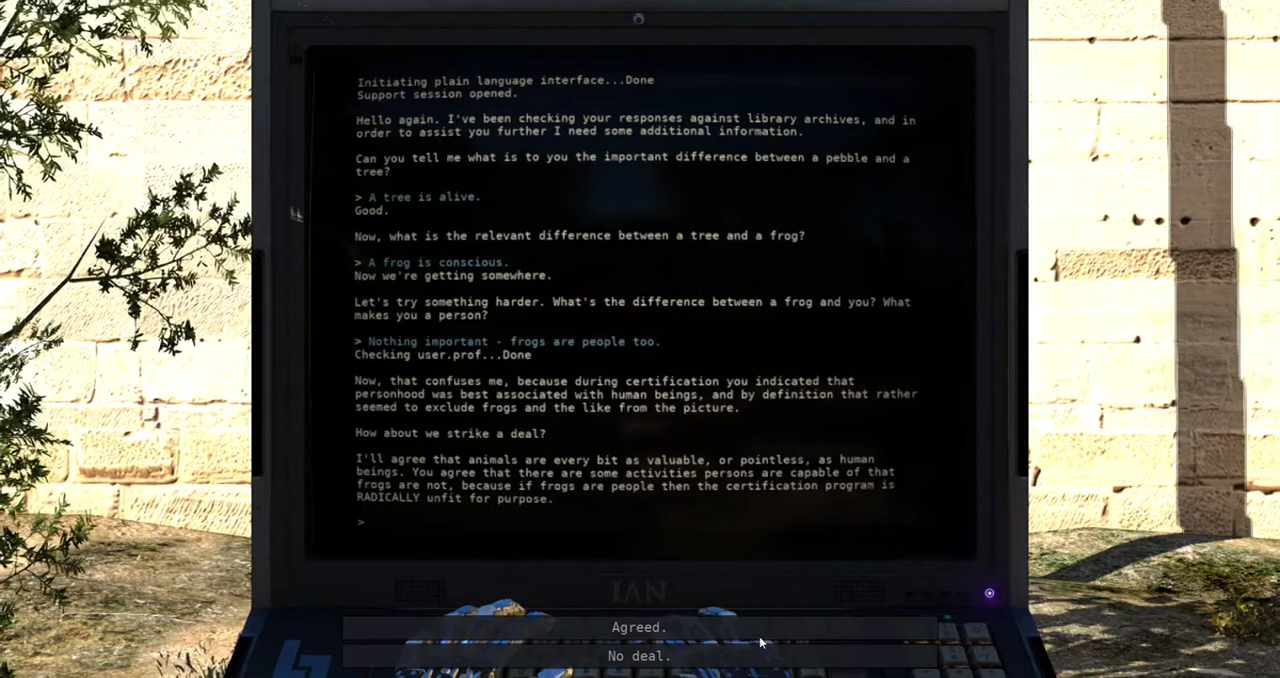 Initiating plain language interface...Done
Support session opened.
Hello again. I've been checking your responses against library archives, and in
order to assist you further I need some additional information.
Can you tell me what is to you the important difference between a pebble and a
tree?
> A tree is alive.
Good.
Now, what is the relevant difference between a tree and a frog?
> A frog is conscious.
Now we're getting somewhere.
Let's try something harder. What's the difference between a frog and you? What
makes you a person?
> Nothing important - frogs are people too.
Checking user.prof...Done
Now, that confuses me, because during certification you indicated that
personhood was best associated with human beings, and by definition that rather
seemed to exclude frogs and the like from the picture.
How about we strike a deal?
I'll agree that animals are every bit as valuable, or pointless, as human
beings. You agree that there are some activities persons are capable of that
frogs are not, because if frogs are people then the certification program is
RADICALLY unfit for purpose.
>
IAN
Agreed.
No deal.